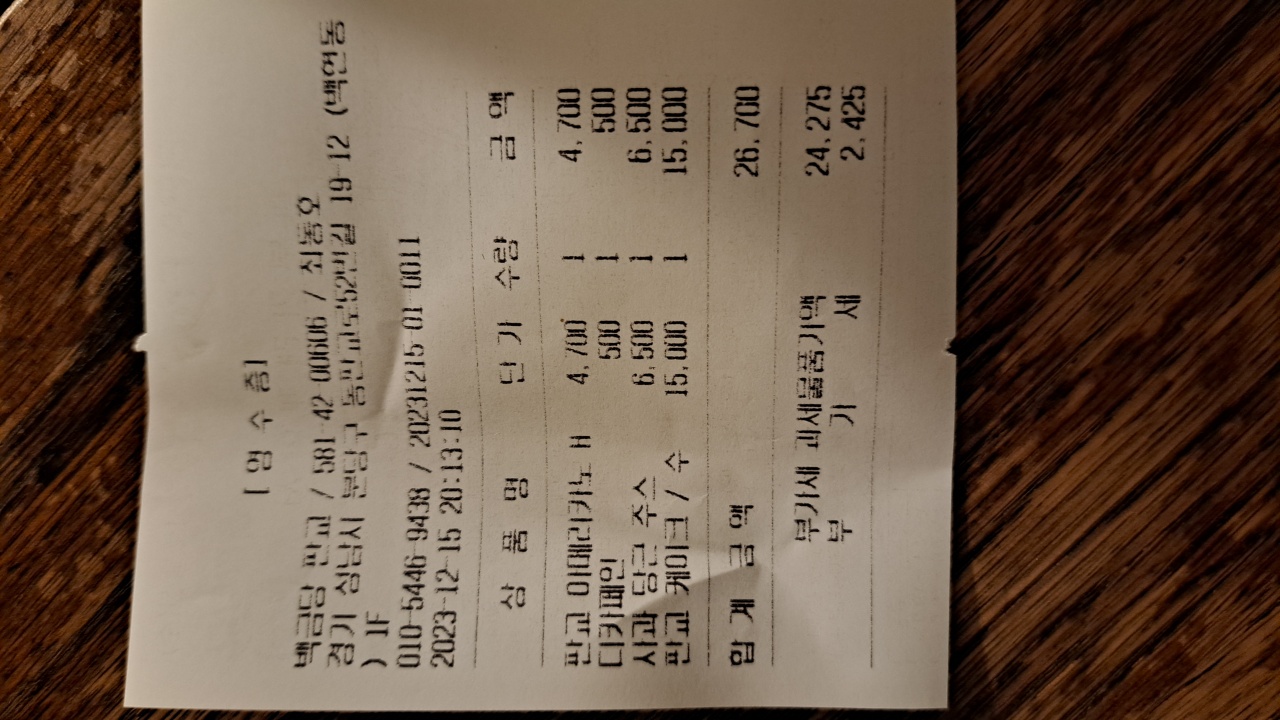 [ 영 수 증]
백금당 판교 / 581-42-00606 / 최동오
경기 성남시 분당구 동판교로52번길 19-12 (백현동
) 1F
010-5446-9438 / 20231215-01-0011
2023-12-15 20:13:10
상 품 명 단 가 수량 금 액
판교 아메리카노 H 4,700 1 4,700
디카페인 500 1 500
사과 당근 주스 6,500 1 6,500
판교 케이크 / 수 15,000 1 15,000
합 계 금 액 26,700
부가세 과세물품가액 24,275
부 가 세 2,425